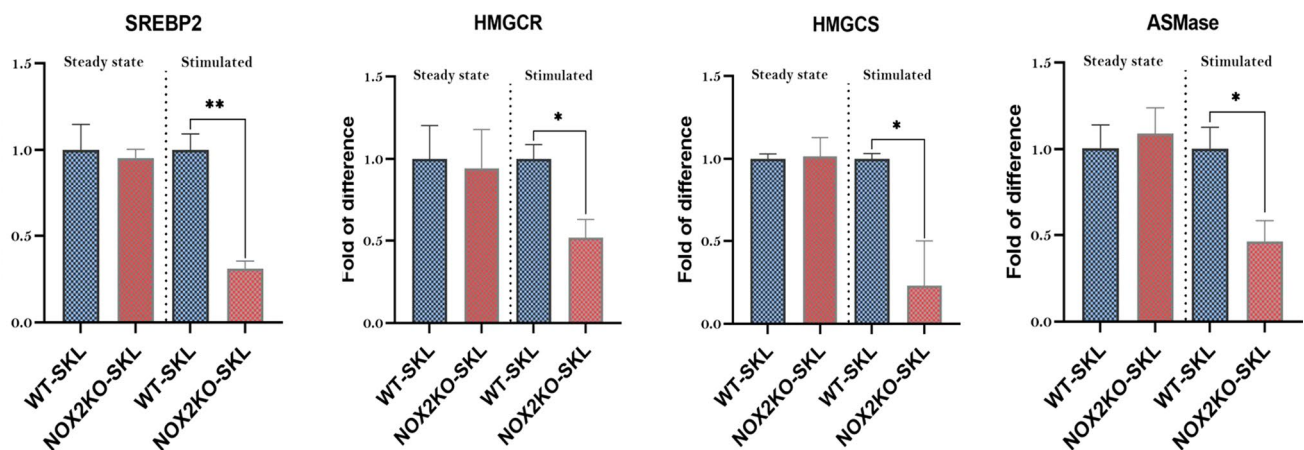 SREBP2
Steady state Stimulated
1.5
**
1.0
0.5
0.0
WT-SKL
NOX2KO-SKL
WT-SKL
NOX2KO-SKL
HMGCR
Fold of difference
1.5
Steady state Stimulated
*
1.0
0.5
0.0
WT-SKL
NOX2KO-SKL
WT-SKL
NOX2KO-SKL
HMGCS
Fold of difference
1.5
Steady state Stimulated
*
1.0
0.5
0.0
WT-SKL
NOX2KO-SKL
WT-SKL
NOX2KO-SKL
ASMase
Fold of difference
1.5
Steady state Stimulated
*
1.0
0.5
0.0
WT-SKL
NOX2KO-SKL
WT-SKL
NOX2KO-SKL